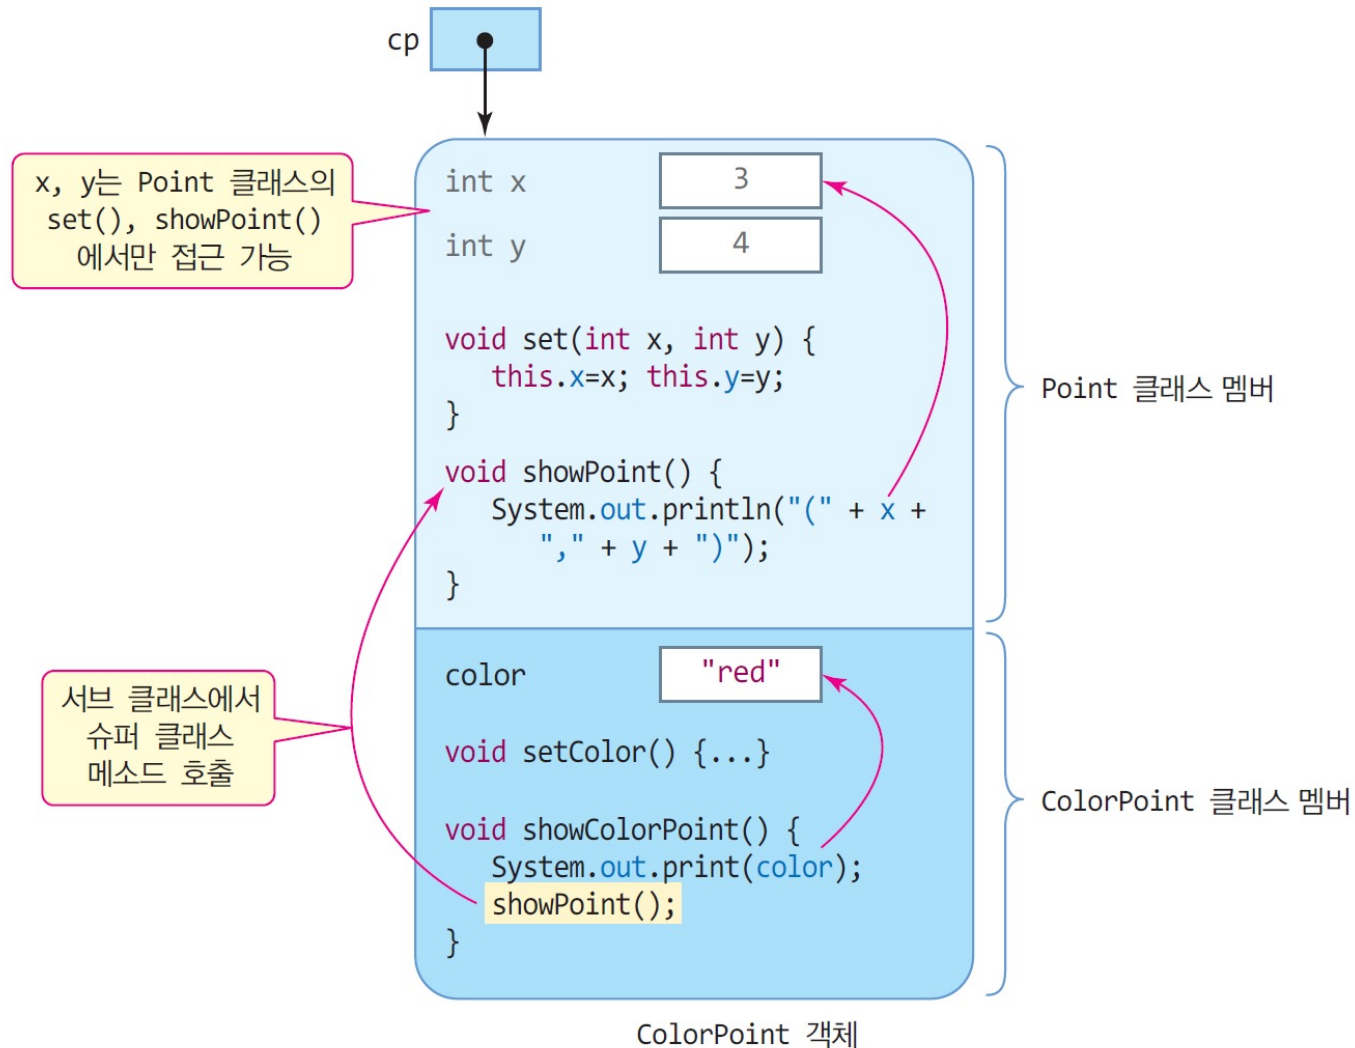 cp
x, y는 Point 클래스의
set(), showPoint()
에서만 접근 가능
int x
3
int y
4
void set(int x, int y) {
this.x=x; this.y=y;
}
void showPoint() {
System.out.println("(" + x +
"," + y + ")");
}
Point 클래스 멤버
color
"red"
서브 클래스에서
슈퍼 클래스
메소드 호출
void setColor() {...}
void showColorPoint() {
System.out.print(color);
showPoint();
}
ColorPoint 클래스 멤버
ColorPoint 객체